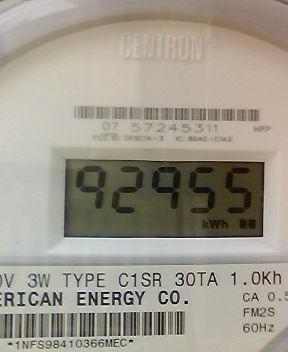 CENTRON
07 57245311 HPP
92955
kWh
0V 3W TYPE C1SR 30TA 1.0Kh
ERICAN ENERGY CO.
CA 0.5
FM2S
60Hz
*1NFS98410366MEC*